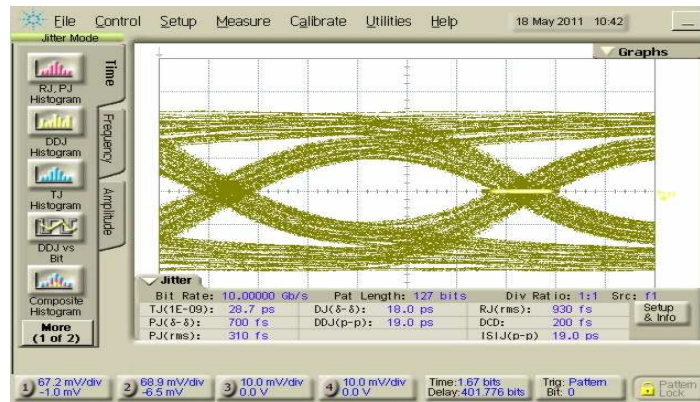 File Control Setup Measure Calibrate Utilities Help 18 May 2011 10:42
Jitter Mode
Graphs
RJ, PJ
Histogram
DDJ
Histogram
TJ
Histogram
DDJ vs
Bit
Composite
Histogram
More
(1 of 2)
Time
Frequency
Amplitude
Jitter
Bit Rate: 10.00000 Gb/s Pat Length: 127 bits Div Ratio: 1:1 Src: f1
TJ(1E-09): 28.7 ps DJ(δ-δ): 18.0 ps RJ(rms): 930 fs
PJ(δ-δ): 700 fs DDJ(p-p): 19.0 ps DCD: 200 fs
PJ(rms): 310 fs ISIJ(p-p) 19.0 ps
Setup
& Info
1 67.2 mV/div
-1.0 mV
2 68.9 mV/div
-6.5 mV
3 10.0 mV/div
0.0 V
4 10.0 mV/div
0.0 V
Time:1.67 bits
Delay:401.776 bits
Trig: Pattern
Bit: 0
Pattern
Lock